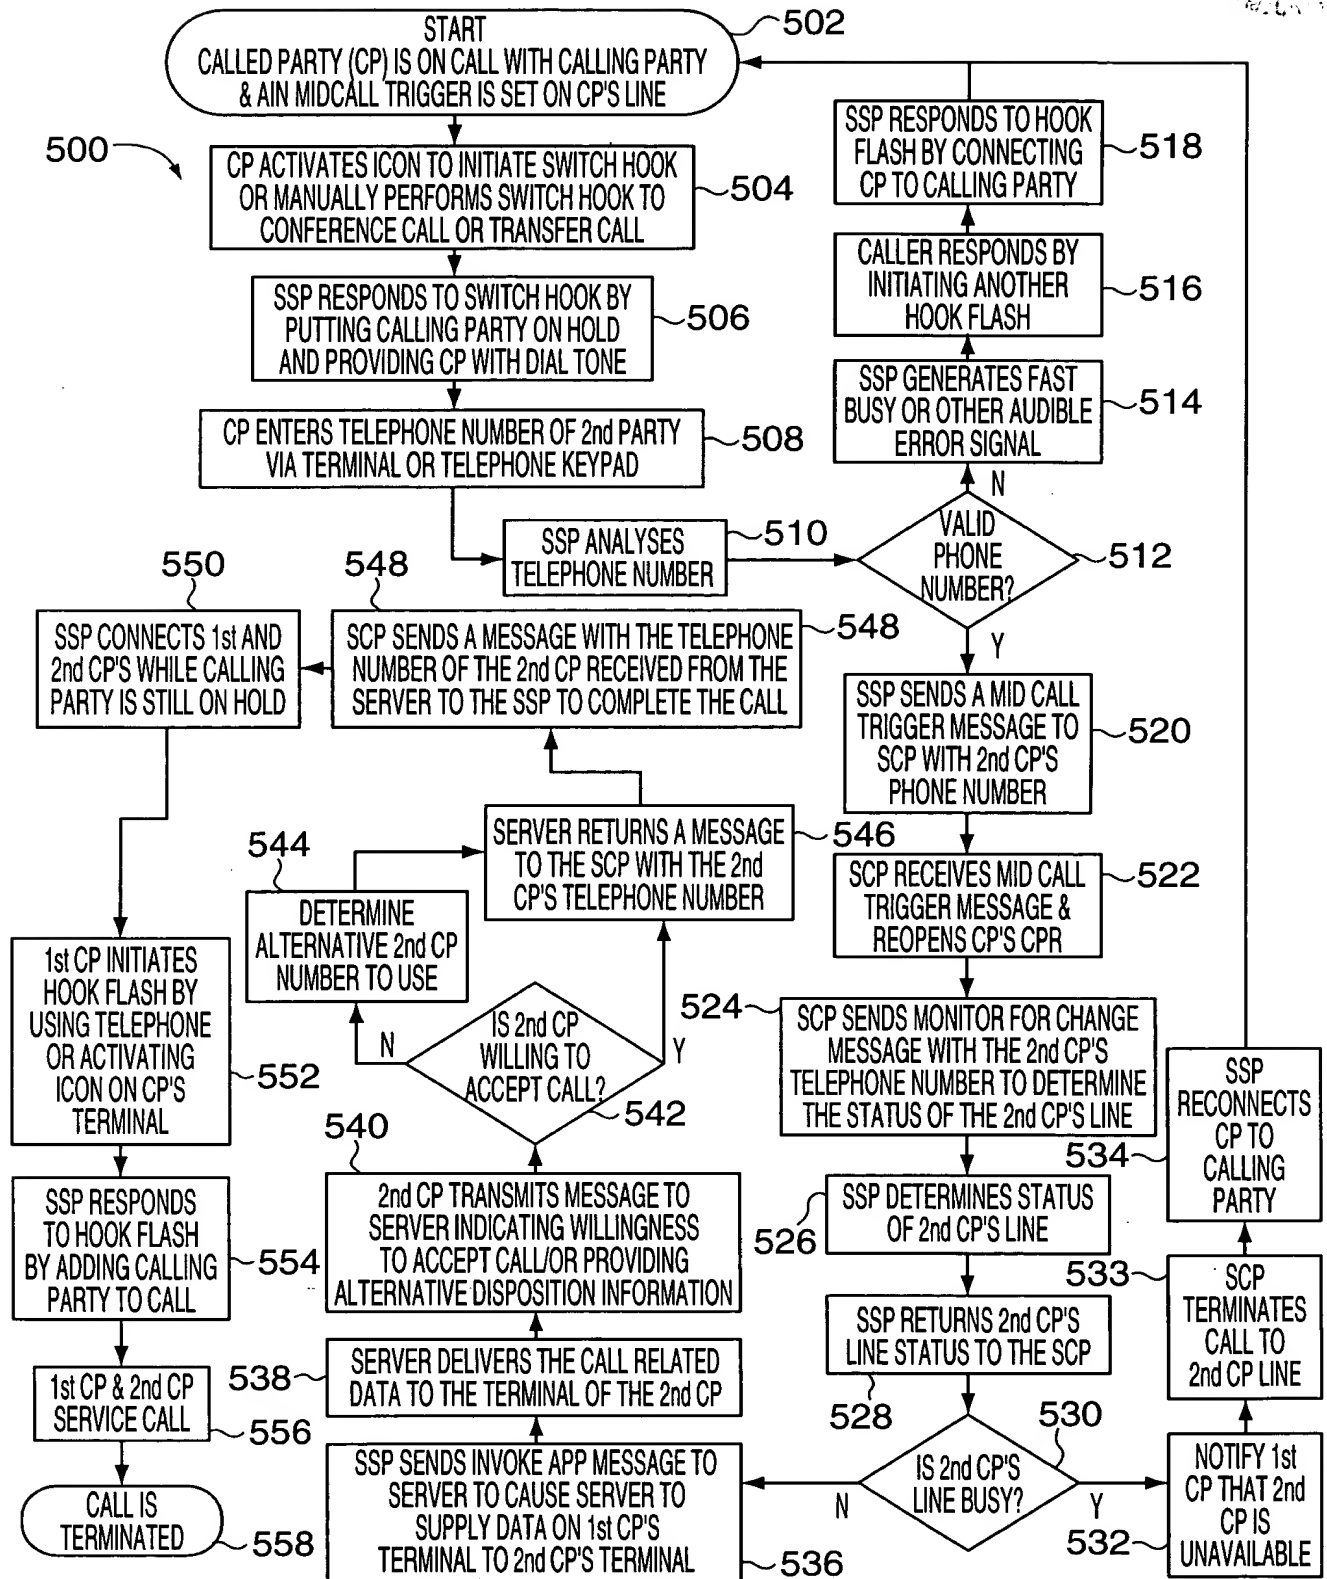 START
CALLED PARTY (CP) IS ON CALL WITH CALLING PARTY
& AIN MIDCALL TRIGGER IS SET ON CP'S LINE
502
500
CP ACTIVATES ICON TO INITIATE SWITCH HOOK
OR MANUALLY PERFORMS SWITCH HOOK TO
CONFERENCE CALL OR TRANSFER CALL
504
SSP RESPONDS TO SWITCH HOOK BY
PUTTING CALLING PARTY ON HOLD
AND PROVIDING CP WITH DIAL TONE
506
CP ENTERS TELEPHONE NUMBER OF 2nd PARTY
VIA TERMINAL OR TELEPHONE KEYPAD
508
SSP ANALYSES
TELEPHONE NUMBER
510
VALID
PHONE
NUMBER?
512
N
SSP GENERATES FAST
BUSY OR OTHER AUDIBLE
ERROR SIGNAL
514
CALLER RESPONDS BY
INITIATING ANOTHER
HOOK FLASH
516
SSP RESPONDS TO HOOK
FLASH BY CONNECTING
CP TO CALLING PARTY
518
Y
SSP SENDS A MID CALL
TRIGGER MESSAGE TO
SCP WITH 2nd CP'S
PHONE NUMBER
520
SCP RECEIVES MID CALL
TRIGGER MESSAGE &
REOPENS CP'S CPR
522
524
SCP SENDS MONITOR FOR CHANGE
MESSAGE WITH THE 2nd CP'S
TELEPHONE NUMBER TO DETERMINE
THE STATUS OF THE 2nd CP'S LINE
SSP DETERMINES STATUS
OF 2nd CP'S LINE
526
SSP RETURNS 2nd CP'S
LINE STATUS TO THE SCP
528
IS 2nd CP'S
LINE BUSY?
530
N
Y
NOTIFY 1st
CP THAT 2nd
CP IS
UNAVAILABLE
532
533
SCP
TERMINATES
CALL TO
2nd CP LINE
SSP
RECONNECTS
CP TO
CALLING
PARTY
534
SSP SENDS INVOKE APP MESSAGE TO
SERVER TO CAUSE SERVER TO
SUPPLY DATA ON 1st CP'S
TERMINAL TO 2nd CP'S TERMINAL
536
538
SERVER DELIVERS THE CALL RELATED
DATA TO THE TERMINAL OF THE 2nd CP
540
2nd CP TRANSMITS MESSAGE TO
SERVER INDICATING WILLINGNESS
TO ACCEPT CALL/OR PROVIDING
ALTERNATIVE DISPOSITION INFORMATION
IS 2nd CP
WILLING TO
ACCEPT CALL?
542
N
Y
544
DETERMINE
ALTERNATIVE 2nd CP
NUMBER TO USE
SERVER RETURNS A MESSAGE
TO THE SCP WITH THE 2nd
CP'S TELEPHONE NUMBER
546
548
SCP SENDS A MESSAGE WITH THE TELEPHONE
NUMBER OF THE 2nd CP RECEIVED FROM THE
SERVER TO THE SSP TO COMPLETE THE CALL
548
550
SSP CONNECTS 1st AND
2nd CP'S WHILE CALLING
PARTY IS STILL ON HOLD
1st CP INITIATES
HOOK FLASH BY
USING TELEPHONE
OR ACTIVATING
ICON ON CP'S
TERMINAL
552
SSP RESPONDS
TO HOOK FLASH
BY ADDING CALLING
PARTY TO CALL
554
1st CP & 2nd CP
SERVICE CALL
556
CALL IS
TERMINATED
558